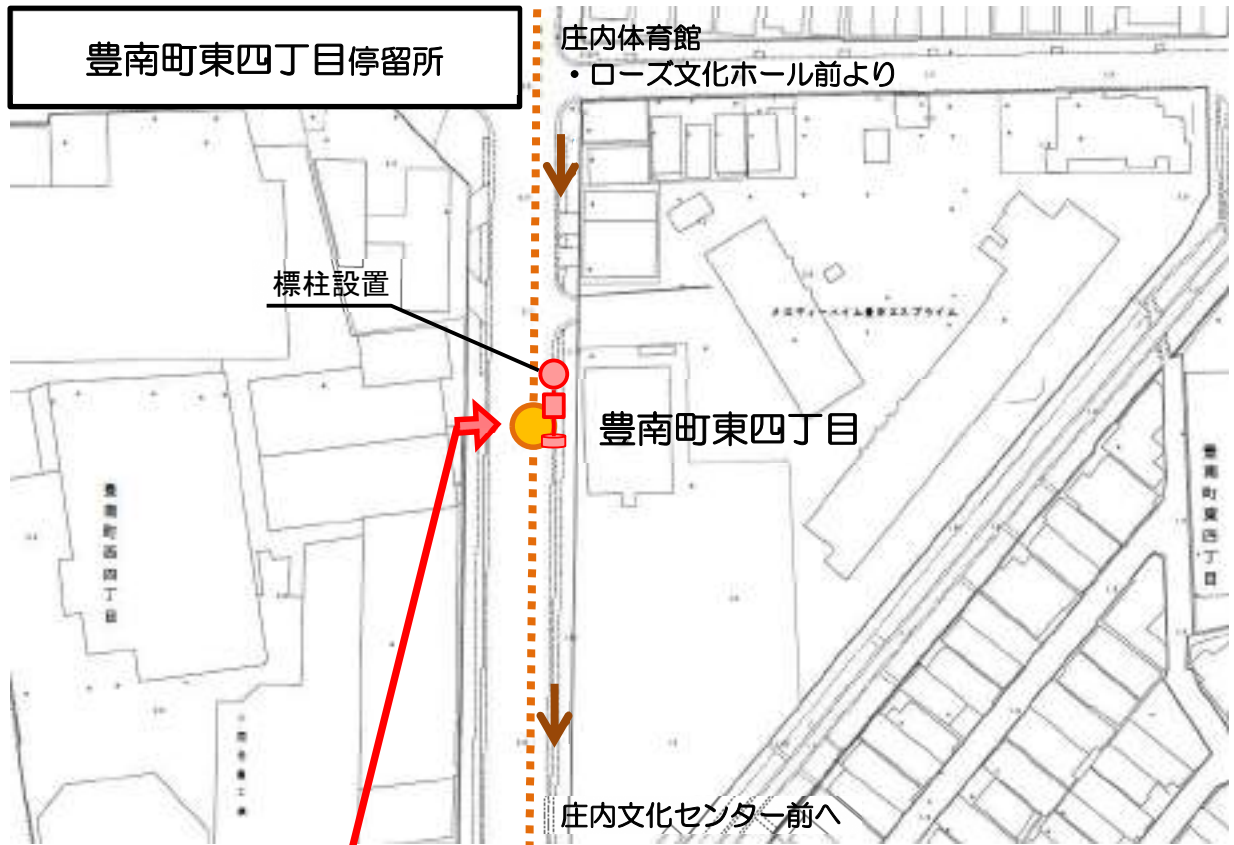 豊南町東四丁目停留所
庄内体育館
・ローズ文化ホール前より
標柱設置
豊南町東四丁目
豊南町西四丁目
豊南町東四丁目
庄内文化センター前へ